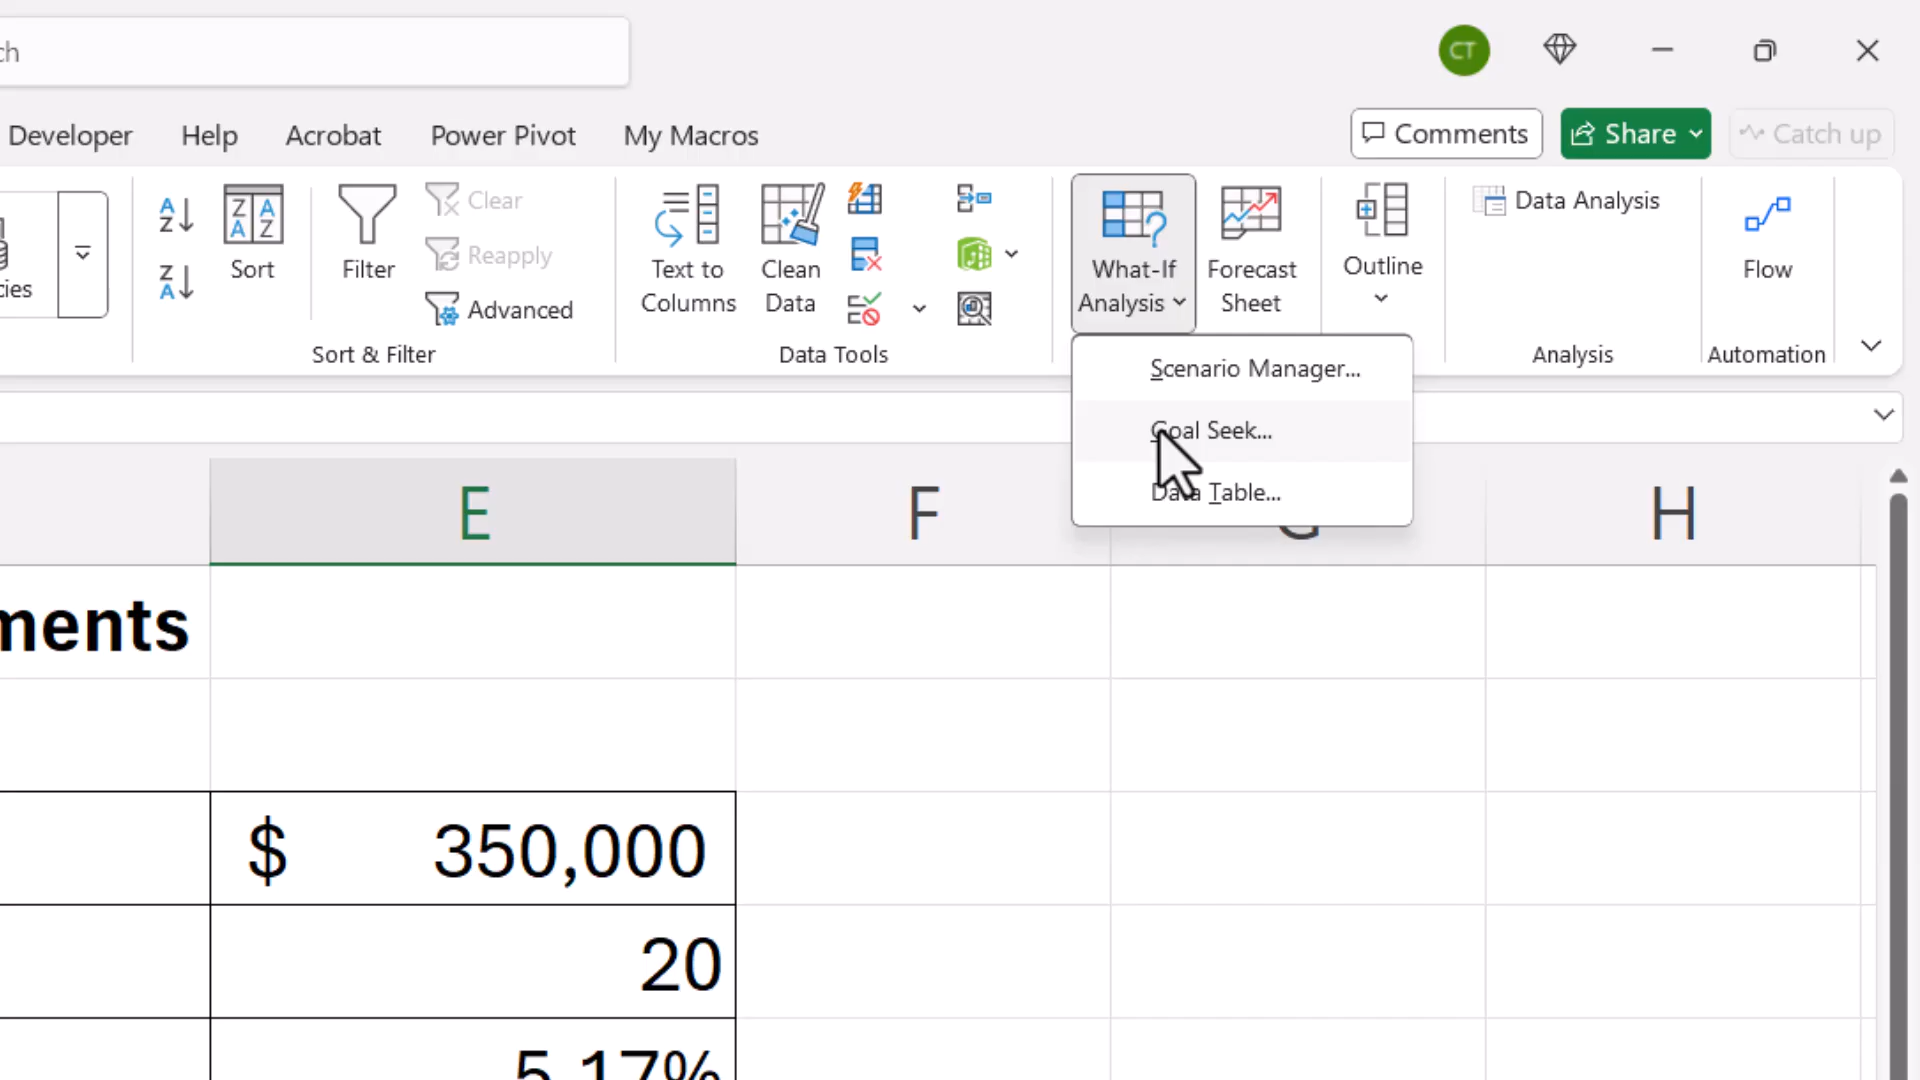 ch
CT
Developer Help Acrobat Power Pivot My Macros
Comments Share Catch up
Sort
Filter
Clear
Reapply
Advanced
Sort & Filter
Text to
Columns
Clean
Data
Data Tools
What-If
Analysis
Forecast
Sheet
Outline
Data Analysis
Analysis
Flow
Automation
cies
Scenario Manager...
Goal Seek...
Data Table...
E F G H
ments
$ 350,000
20
5.17%